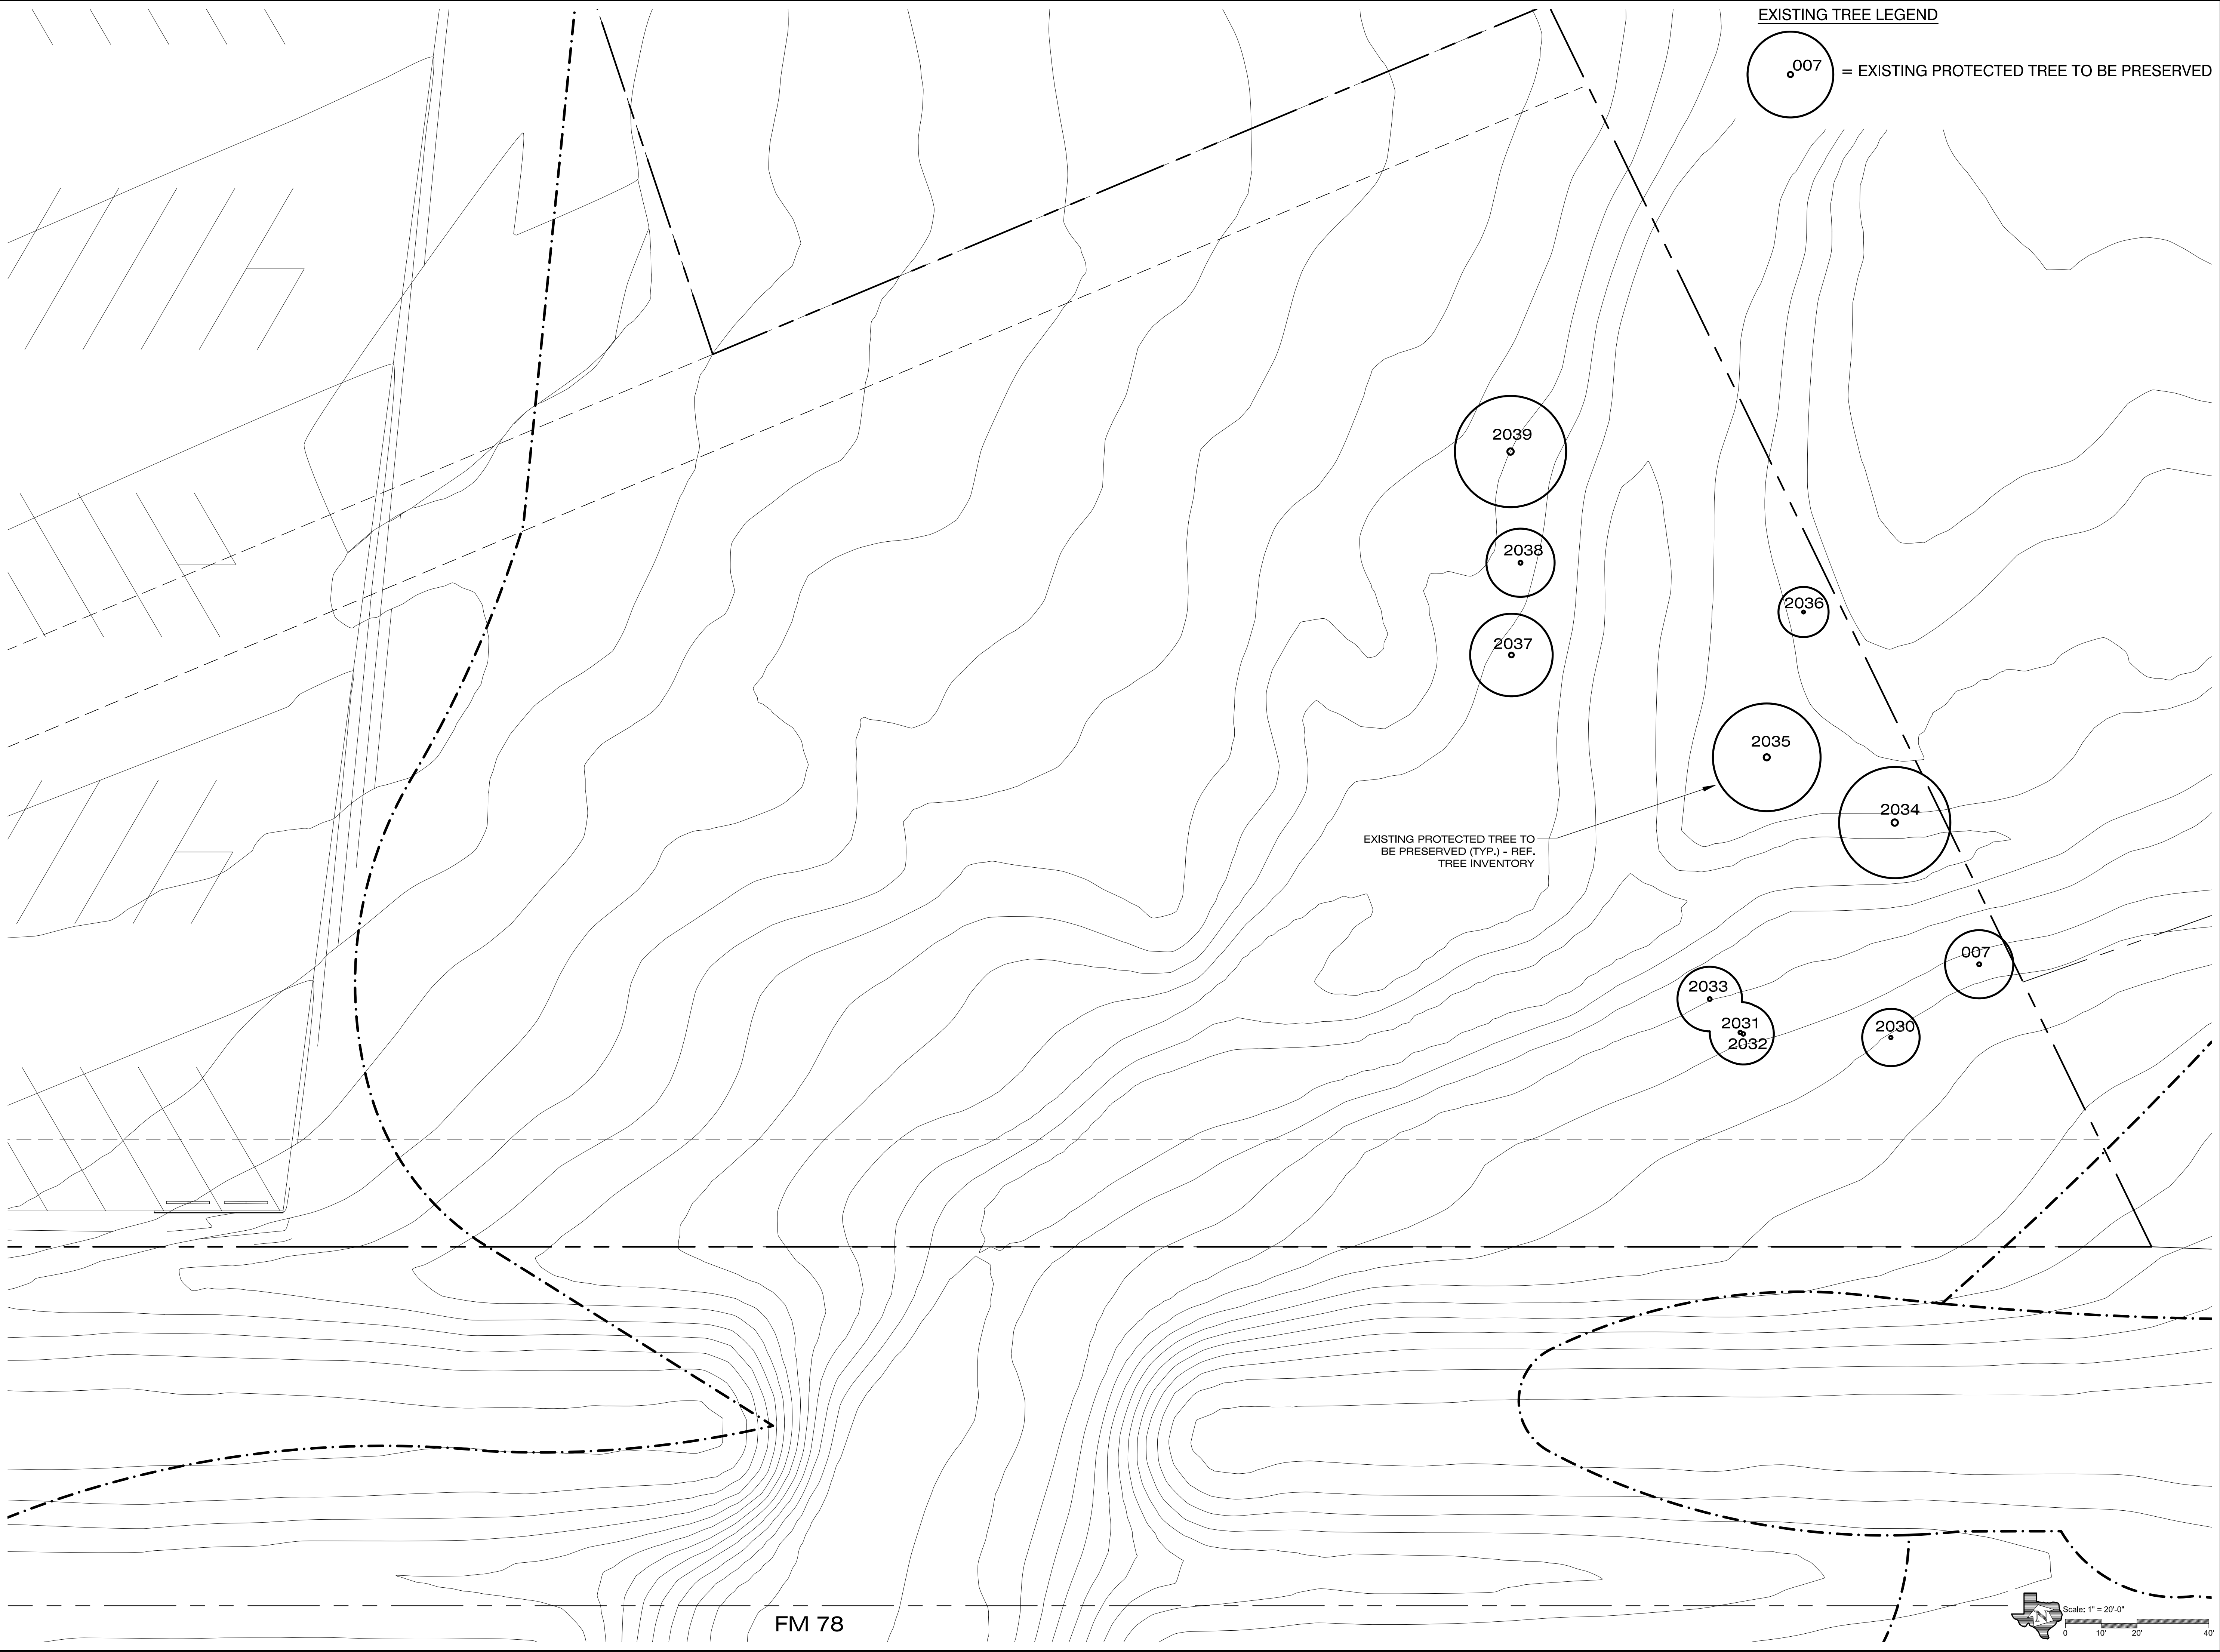 EXISTING TREE LEGEND
007
= EXISTING PROTECTED TREE TO BE PRESERVED
2039
2038
2036
2037
2035
2034
EXISTING PROTECTED TREE TO
BE PRESERVED (TYP.) - REF.
TREE INVENTORY
007
2033
2031
2030
2032
Scale: 1" = 20'-0"
N
FM 78
0 10' 20' 40'